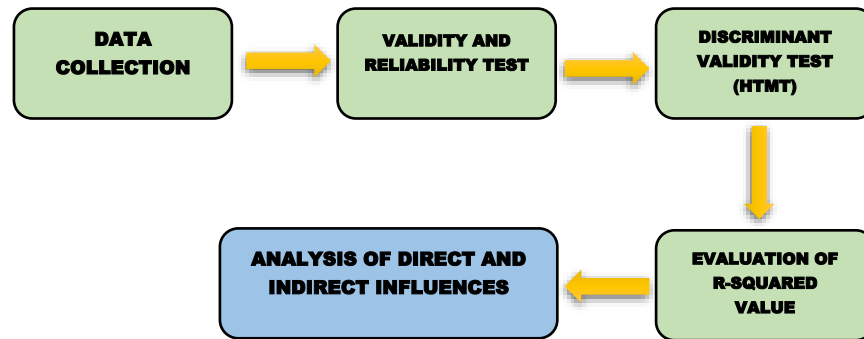 DATA
COLLECTION
VALIDITY AND
RELIABILITY TEST
DISCRIMINANT
VALIDITY TEST
(HTMT)
EVALUATION OF
R-SQUARED
VALUE
ANALYSIS OF DIRECT AND
INDIRECT INFLUENCES